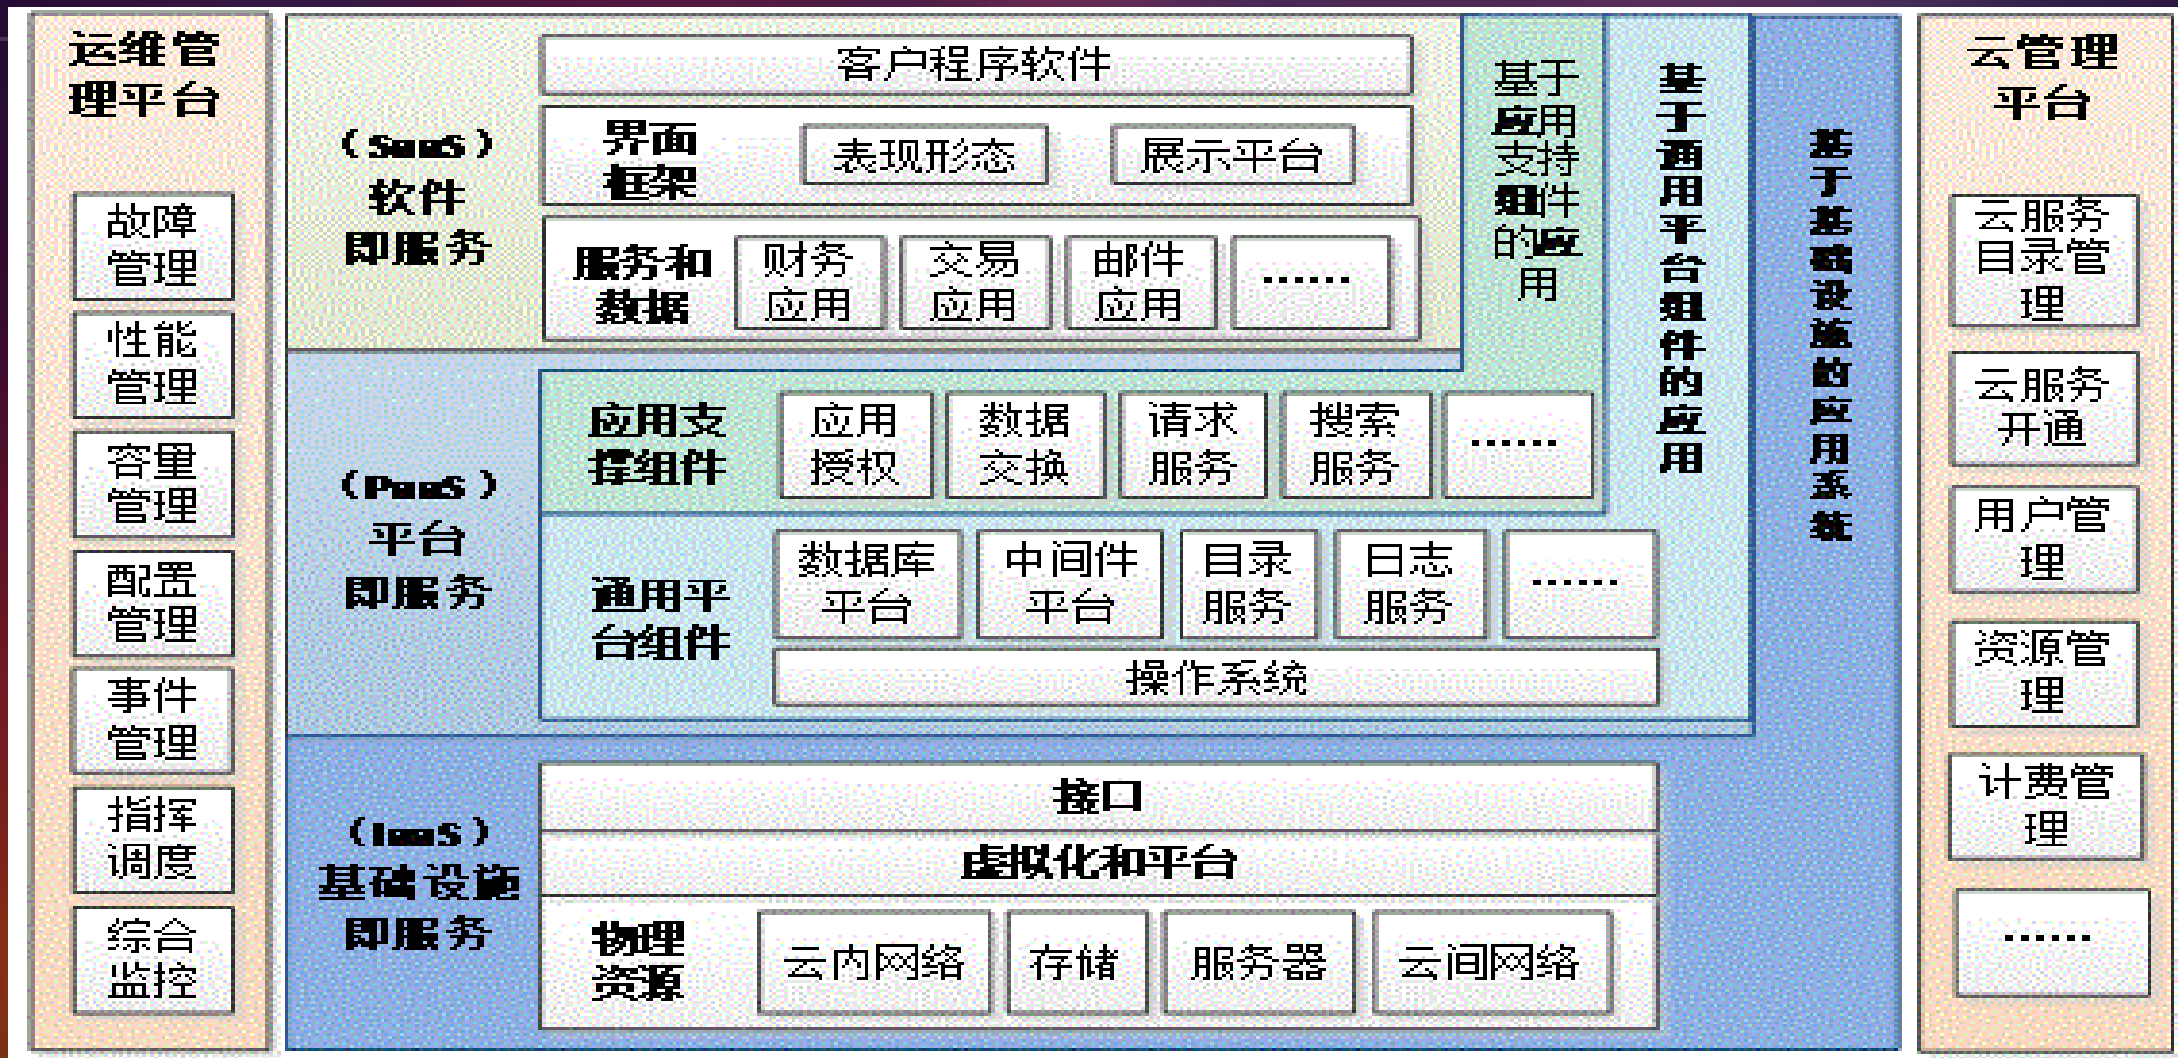 运维管
理平台
故障
管理
性能
管理
容量
管理
配置
管理
事件
管理
指挥
调度
综合
监控
(SaaS)
软件
即服务
客户程序软件
界面
框架
表现形态
展示平台
服务和
数据
财务
应用
交易
应用
邮件
应用
……
(PaaS)
平台
即服务
应用支
撑组件
应用
授权
数据
交换
请求
服务
搜索
服务
……
通用平
台组件
数据库
平台
中间件
平台
目录
服务
日志
服务
……
操作系统
(IaaS)
基础设施
即服务
接口
虚拟化和平台
物理
资源
云内网络
存储
服务器
云间网络
基于
应用
支持
组件
的应
用
基于通用平台组件的应用
基于基础设施的应用系统
云管理
平台
云服务
目录管
理
云服务
开通
用户管
理
资源管
理
计费管
理
……